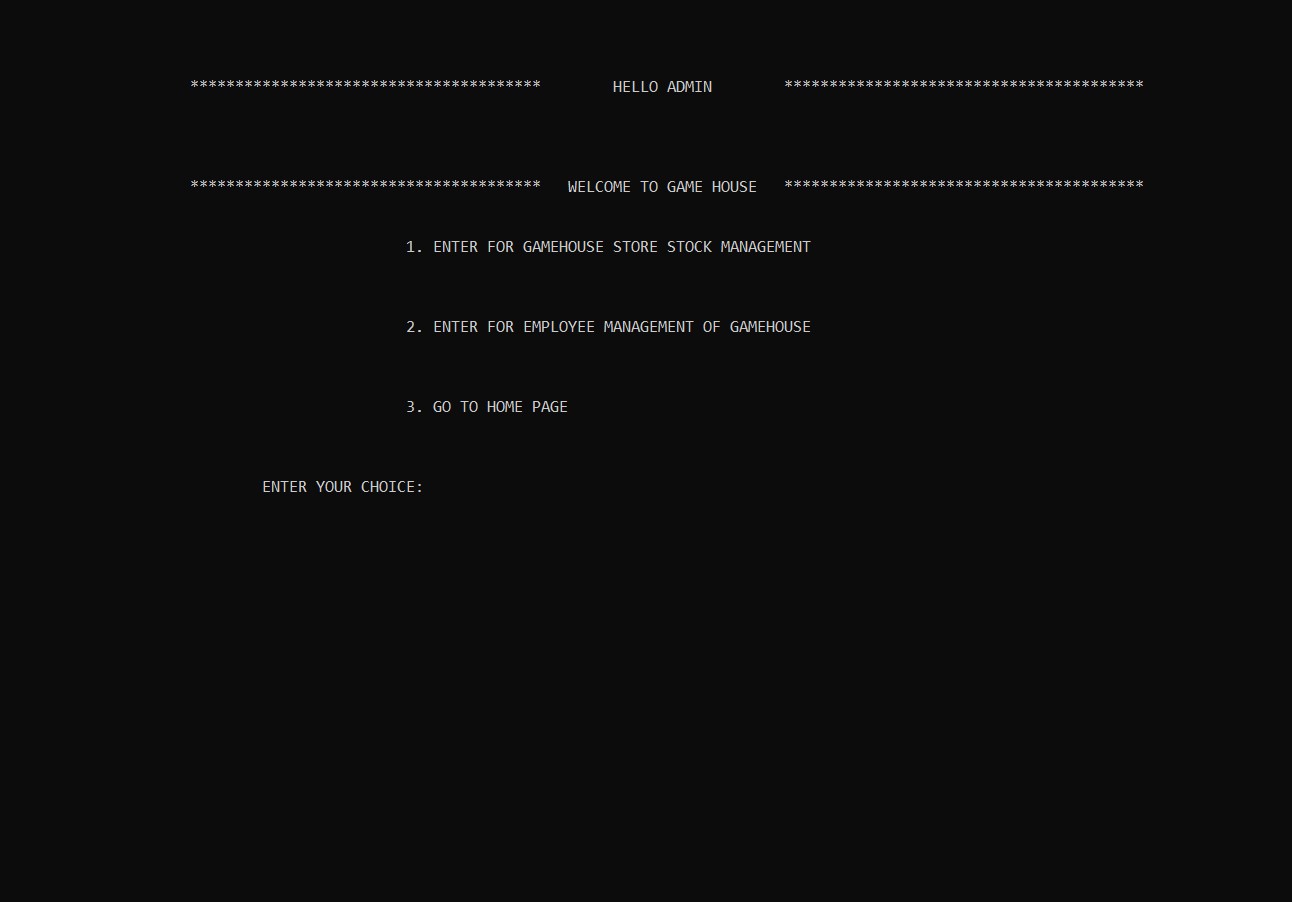 *************************************** HELLO ADMIN ****************************************
*************************************** WELCOME TO GAME HOUSE ****************************************
1. ENTER FOR GAMEHOUSE STORE STOCK MANAGEMENT
2. ENTER FOR EMPLOYEE MANAGEMENT OF GAMEHOUSE
3. GO TO HOME PAGE
ENTER YOUR CHOICE: